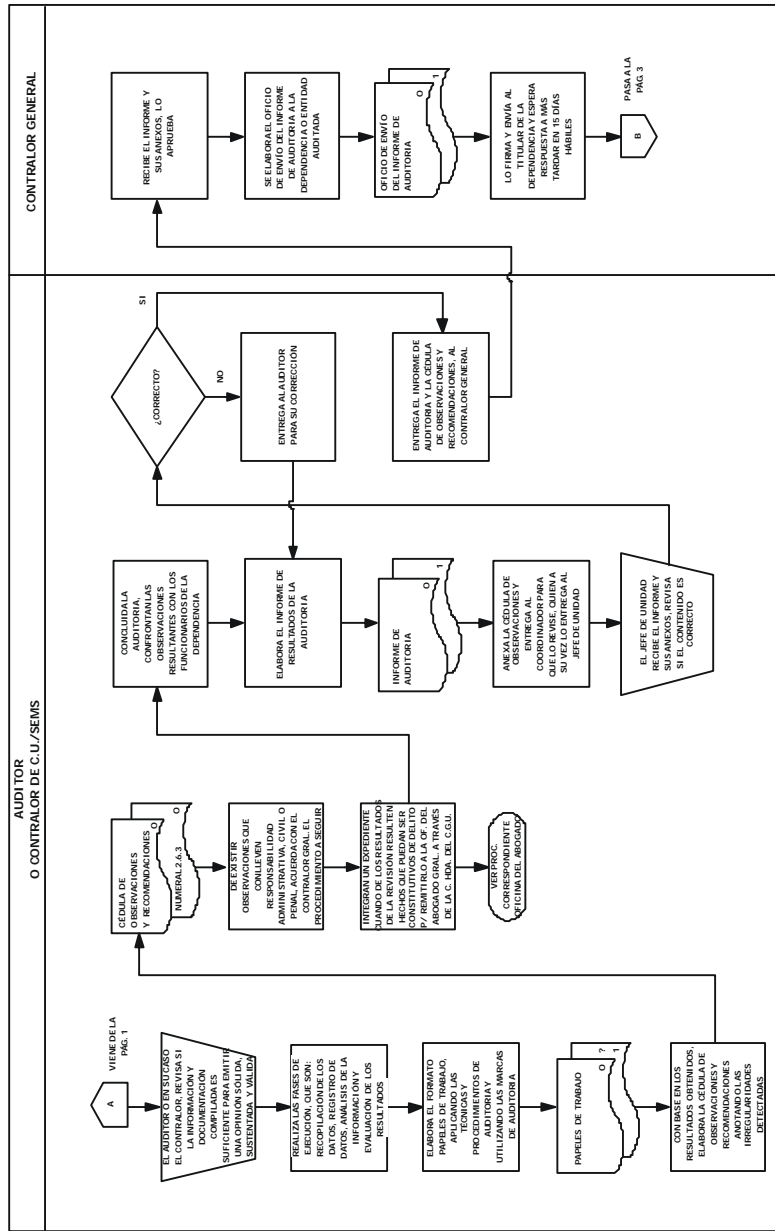 AUDITOR
O CONTRALOR DE C.U./SEMS
CONTRALOR GENERAL
A
VIENE DE LA
PÁG. 1
EL AUDITOR O EN SU CASO
EL CONTRALOR, REVISA SI
LA INFORMACIÓN Y
DOCUMENTACIÓN
COMPILADA ES
SUFICIENTE PARA EMITIR
UNA OPINIÓN SOLIDA,
SUSTENTADA Y VALIDA
REALIZA LAS FASES DE
EJECUCIÓN, QUE SON:
RECOPILACIÓN DE LOS
DATOS, REGISTRO DE
DATOS, ANÁLISIS DE LA
INFORMACIÓN Y
EVALUACIÓN DE LOS
RESULTADOS
ELABORA EL FORMATO
PAPELES DE TRABAJO,
APLICANDO LAS
TÉCNICAS Y
PROCEDIMIENTOS DE
AUDITORIA Y
UTILIZANDO LAS MARCAS
DE AUDITORIA
PAPELES DE TRABAJO
O
?
1
CON BASE EN LOS
RESULTADOS OBTENIDOS,
ELABORA LA CÉDULA DE
OBSERVACIONES Y
RECOMENDACIONES
ANOTANDO LAS
IRREGULARIDADES
DETECTADAS
CÉDULA DE
OBSERVACIONES
Y RECOMENDACIONES
O
NUMERAL 2.6.3
O
DE EXISTIR
OBSERVACIONES QUE
CONLLEVEN
RESPONSABILIDAD
ADMINISTRATIVA, CIVIL O
PENAL, ACUERDA CON EL
CONTRALOR GRAL. EL
PROCEDIMIENTO A SEGUIR
INTEGRAN UN EXPEDIENTE
CUANDO DE LOS RESULTADOS
DE LA REVISIÓN RESULTEN
HECHOS QUE PUEDAN SER
CONSTITUTIVOS DE DELITO
P/ REMITIRLO A LA OF. DEL
ABOGADO GRAL. A TRAVÉS
DE LA C. HDA. DEL C.G.U.
VER PROC.
CORRESPONDIENTE
OFICINA DEL ABOGADO
CONCLUIDA LA
AUDITORIA,
CONFRONTAN LAS
OBSERVACIONES
RESULTANTES CON LOS
FUNCIONARIOS DE LA
DEPENDENCIA
ELABORA EL INFORME DE
RESULTADOS DE LA
AUDITORIA
INFORME DE
AUDITORIA
O
1
ANEXA LA CÉDULA DE
OBSERVACIONES Y
ENTREGA AL
COORDINADOR PARA
QUE LO REVISE, QUIEN A
SU VEZ LO ENTREGA AL
JEFE DE UNIDAD
EL JEFE DE UNIDAD
RECIBE EL INFORME Y
SUS ANEXOS, REVISA
SI EL CONTENIDO ES
CORRECTO
¿CORRECTO?
SI
NO
ENTREGA AL AUDITOR
PARA SU CORRECCIÓN
ENTREGA EL INFORME DE
AUDITORIA Y LA CÉDULA
DE OBSERVACIONES Y
RECOMENDACIONES, AL
CONTRALOR GENERAL
RECIBE EL INFORME Y
SUS ANEXOS, LO
APRUEBA
SE ELABORA EL OFICIO
DE ENVÍO DEL INFORME
DE AUDITORIA A LA
DEPENDENCIA O ENTIDAD
AUDITADA
OFICIO DE ENVÍO
DEL INFORME DE
AUDITORIA
O
1
LO FIRMA Y ENVÍA AL
TITULAR DE LA
DEPENDENCIA Y ESPERA
RESPUESTA A MÁS
TARDAR EN 15 DÍAS
HÁBILES
B
PASA A LA
PÁG. 3